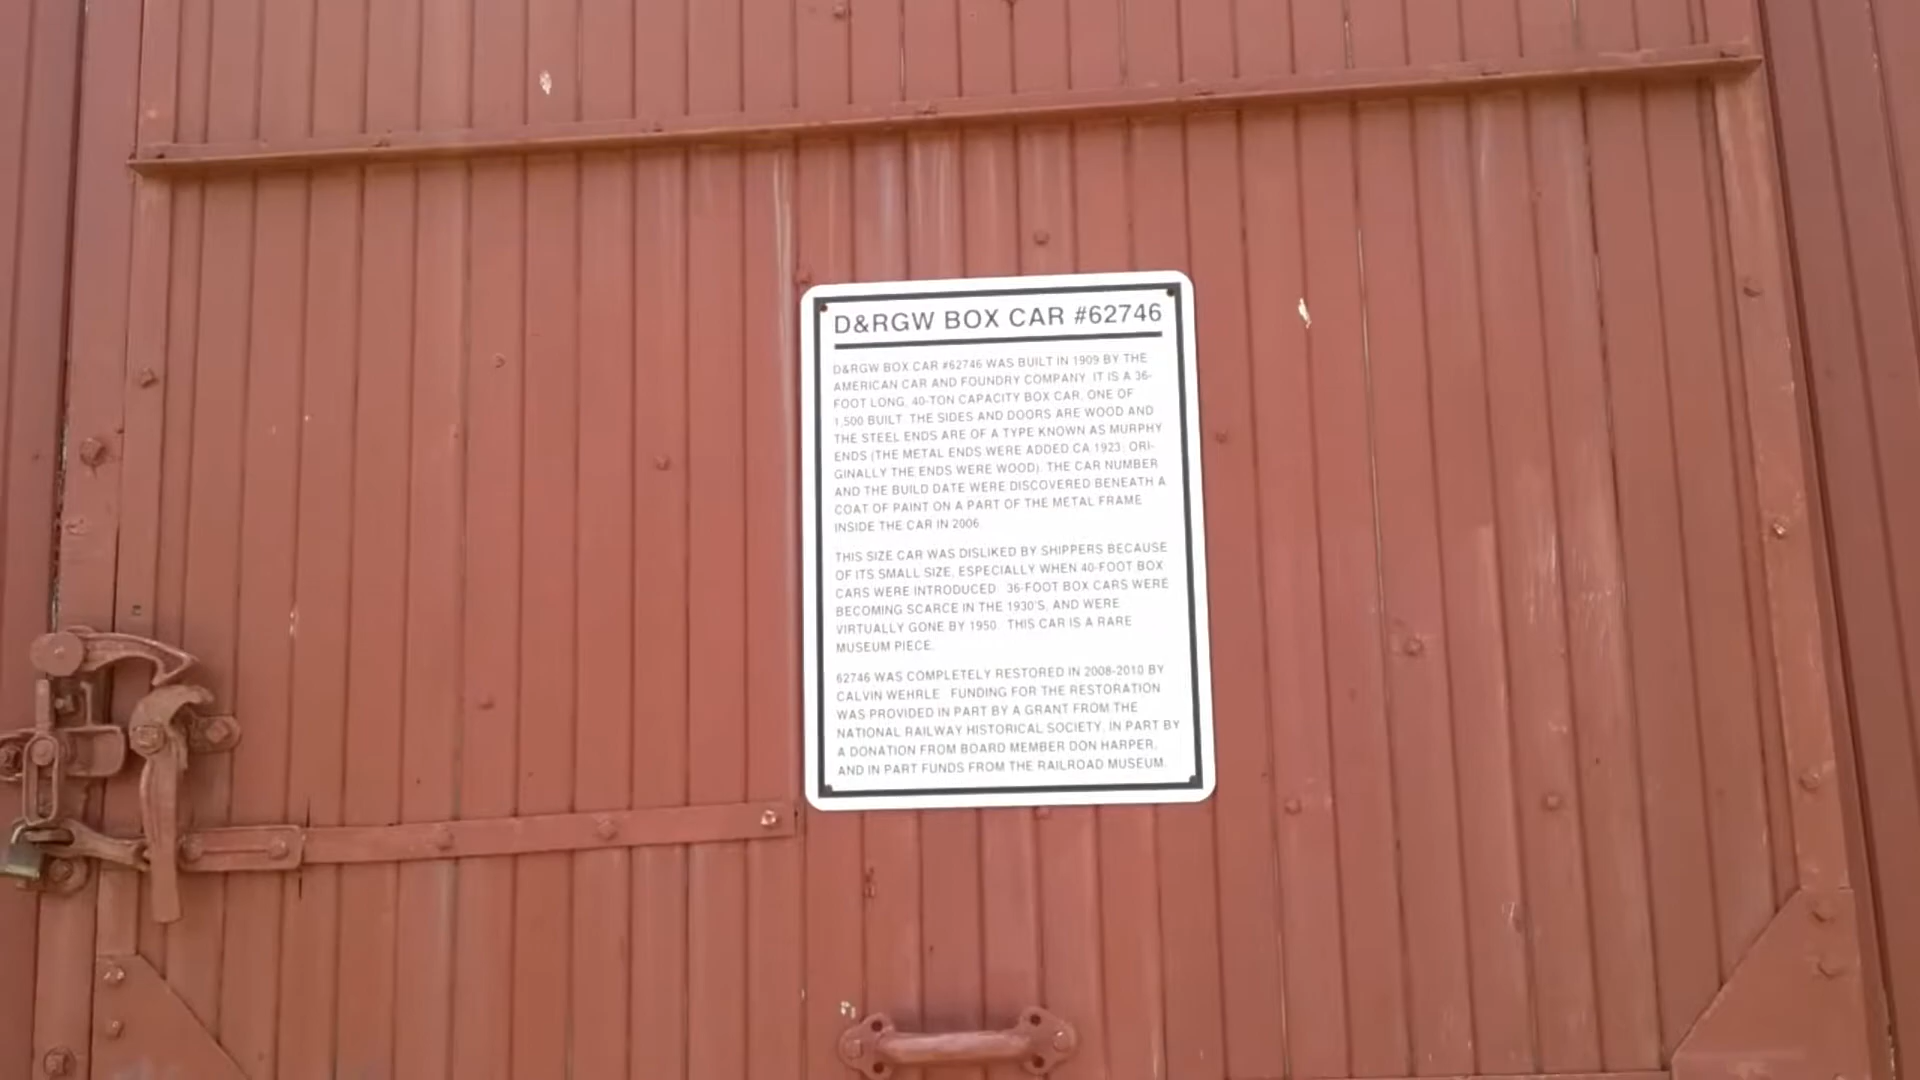 D&RGW BOX CAR #62746
D&RGW BOX CAR #62746 WAS BUILT IN 1909 BY THE
AMERICAN CAR AND FOUNDRY COMPANY. IT IS A 36-
FOOT LONG, 40-TON CAPACITY BOX CAR, ONE OF
1,500 BUILT. THE SIDES AND DOORS ARE WOOD AND
THE STEEL ENDS ARE OF A TYPE KNOWN AS MURPHY
ENDS (THE METAL ENDS WERE ADDED CA 1923; ORI-
GINALLY THE ENDS WERE WOOD). THE CAR NUMBER
AND THE BUILD DATE WERE DISCOVERED BENEATH A
COAT OF PAINT ON A PART OF THE METAL FRAME
INSIDE THE CAR IN 2006.
THIS SIZE CAR WAS DISLIKED BY SHIPPERS BECAUSE
OF ITS SMALL SIZE, ESPECIALLY WHEN 40-FOOT BOX
CARS WERE INTRODUCED. 36-FOOT BOX CARS WERE
BECOMING SCARCE IN THE 1930'S, AND WERE
VIRTUALLY GONE BY 1950. THIS CAR IS A RARE
MUSEUM PIECE.
62746 WAS COMPLETELY RESTORED IN 2008-2010 BY
CALVIN WEHRLE. FUNDING FOR THE RESTORATION
WAS PROVIDED IN PART BY A GRANT FROM THE
NATIONAL RAILWAY HISTORICAL SOCIETY, IN PART BY
A DONATION FROM BOARD MEMBER DON HARPER,
AND IN PART FUNDS FROM THE RAILROAD MUSEUM.